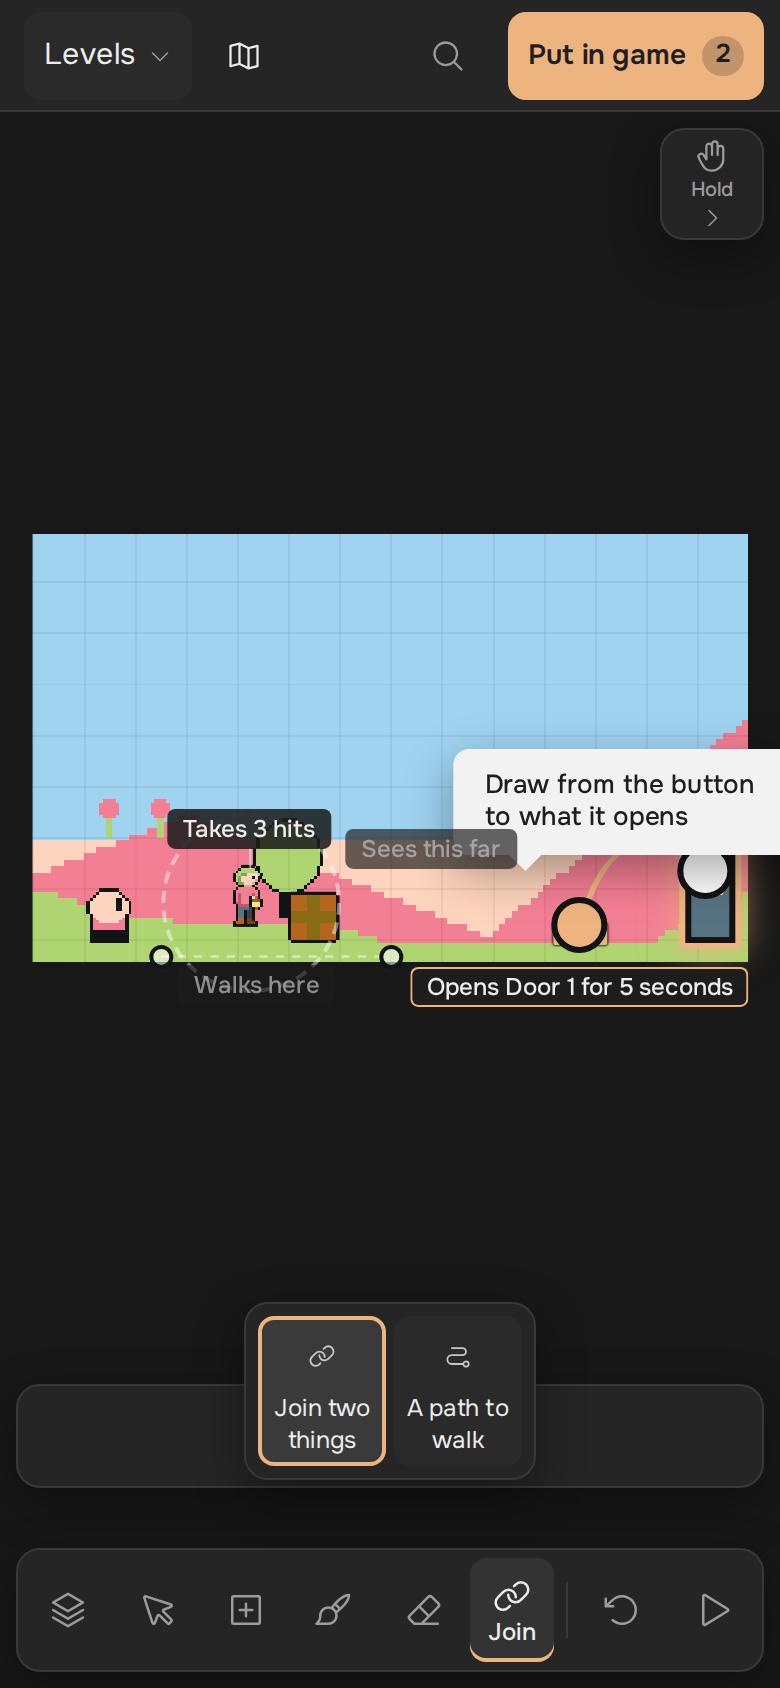 Levels
Put in game 2
Hold
Draw from the button
to what it opens
Takes 3 hits
Sees this far
Walks here
Opens Door 1 for 5 seconds
Join two
things
A path to
walk
Join